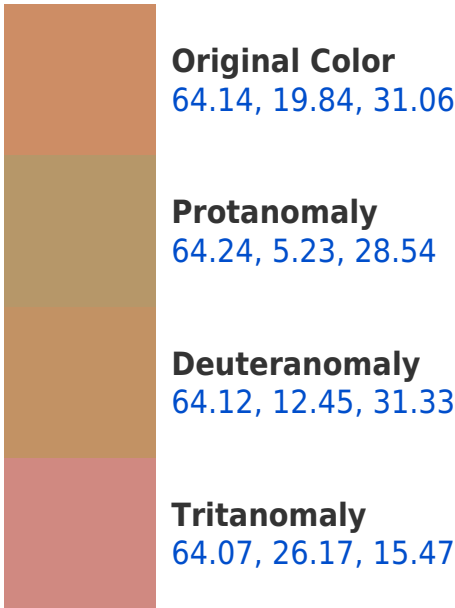 Original Color
64.14, 19.84, 31.06
Protanomaly
64.24, 5.23, 28.54
Deuteranomaly
64.12, 12.45, 31.33
Tritanomaly
64.07, 26.17, 15.47